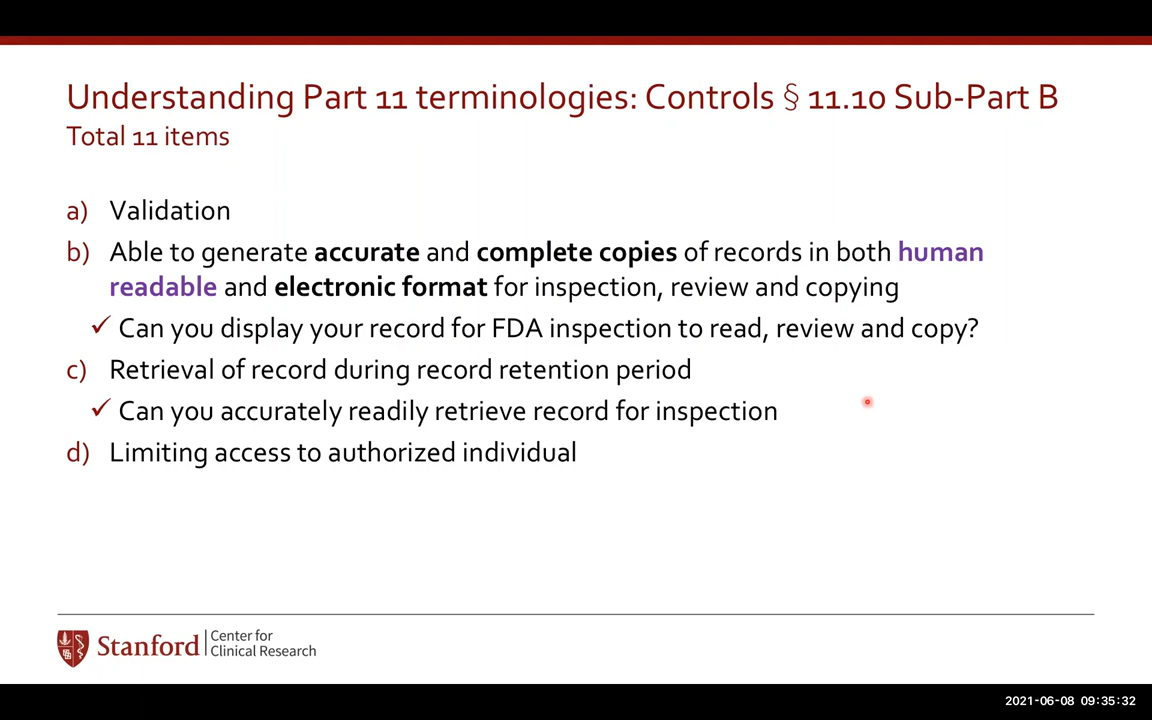 Understanding Part 11 terminologies: Controls § 11.10 Sub-Part B
Total 11 items
a) Validation
b) Able to generate accurate and complete copies of records in both human
readable and electronic format for inspection, review and copying
✓ Can you display your record for FDA inspection to read, review and copy?
c) Retrieval of record during record retention period
✓ Can you accurately readily retrieve record for inspection
d) Limiting access to authorized individual
Stanford
Center for
Clinical Research
2021-06-08 09:35:32